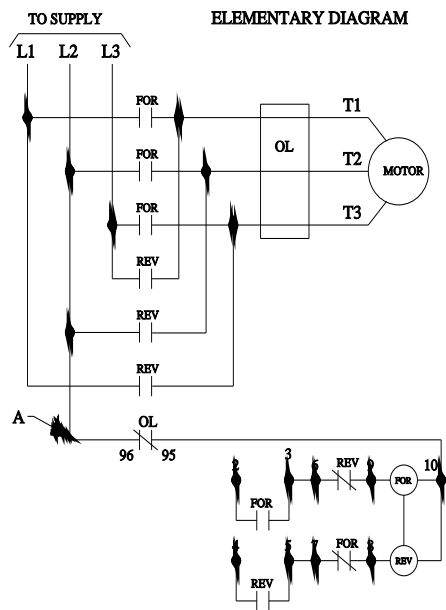 TO SUPPLY
ELEMENTARY DIAGRAM
L1 L2 L3
FOR
T1
OL
FOR
T2
MOTOR
FOR
T3
REV
REV
REV
A
OL
96 95
2 3 6 REV 9 FOR 10
FOR
4 5 7 FOR 8 REV
REV